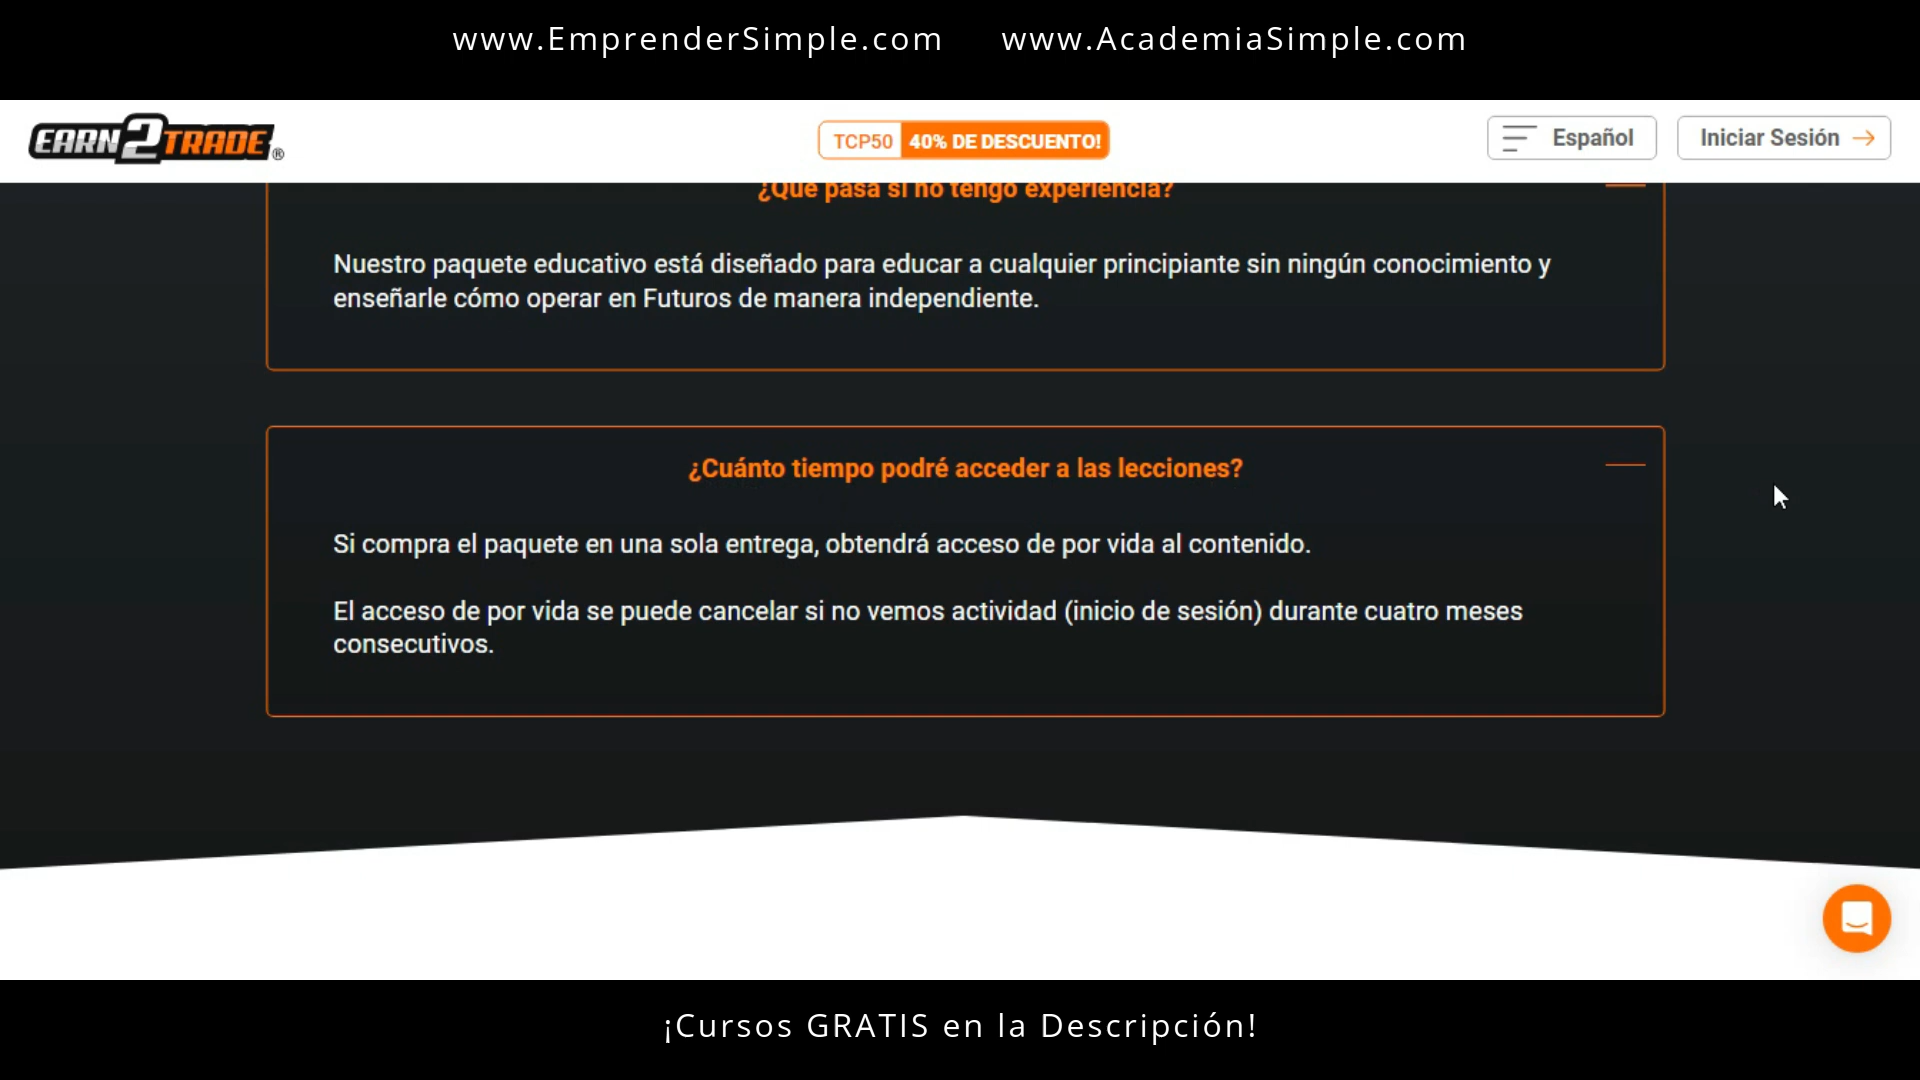 www.EmprenderSimple.com www.AcademiaSimple.com
EARN2TRADE®
TCP50 40% DE DESCUENTO!
Español
Iniciar Sesión
¿Qué pasa si no tengo experiencia?
Nuestro paquete educativo está diseñado para educar a cualquier principiante sin ningún conocimiento y
enseñarle cómo operar en Futuros de manera independiente.
¿Cuánto tiempo podré acceder a las lecciones?
Si compra el paquete en una sola entrega, obtendrá acceso de por vida al contenido.
El acceso de por vida se puede cancelar si no vemos actividad (inicio de sesión) durante cuatro meses
consecutivos.
¡Cursos GRATIS en la Descripción!